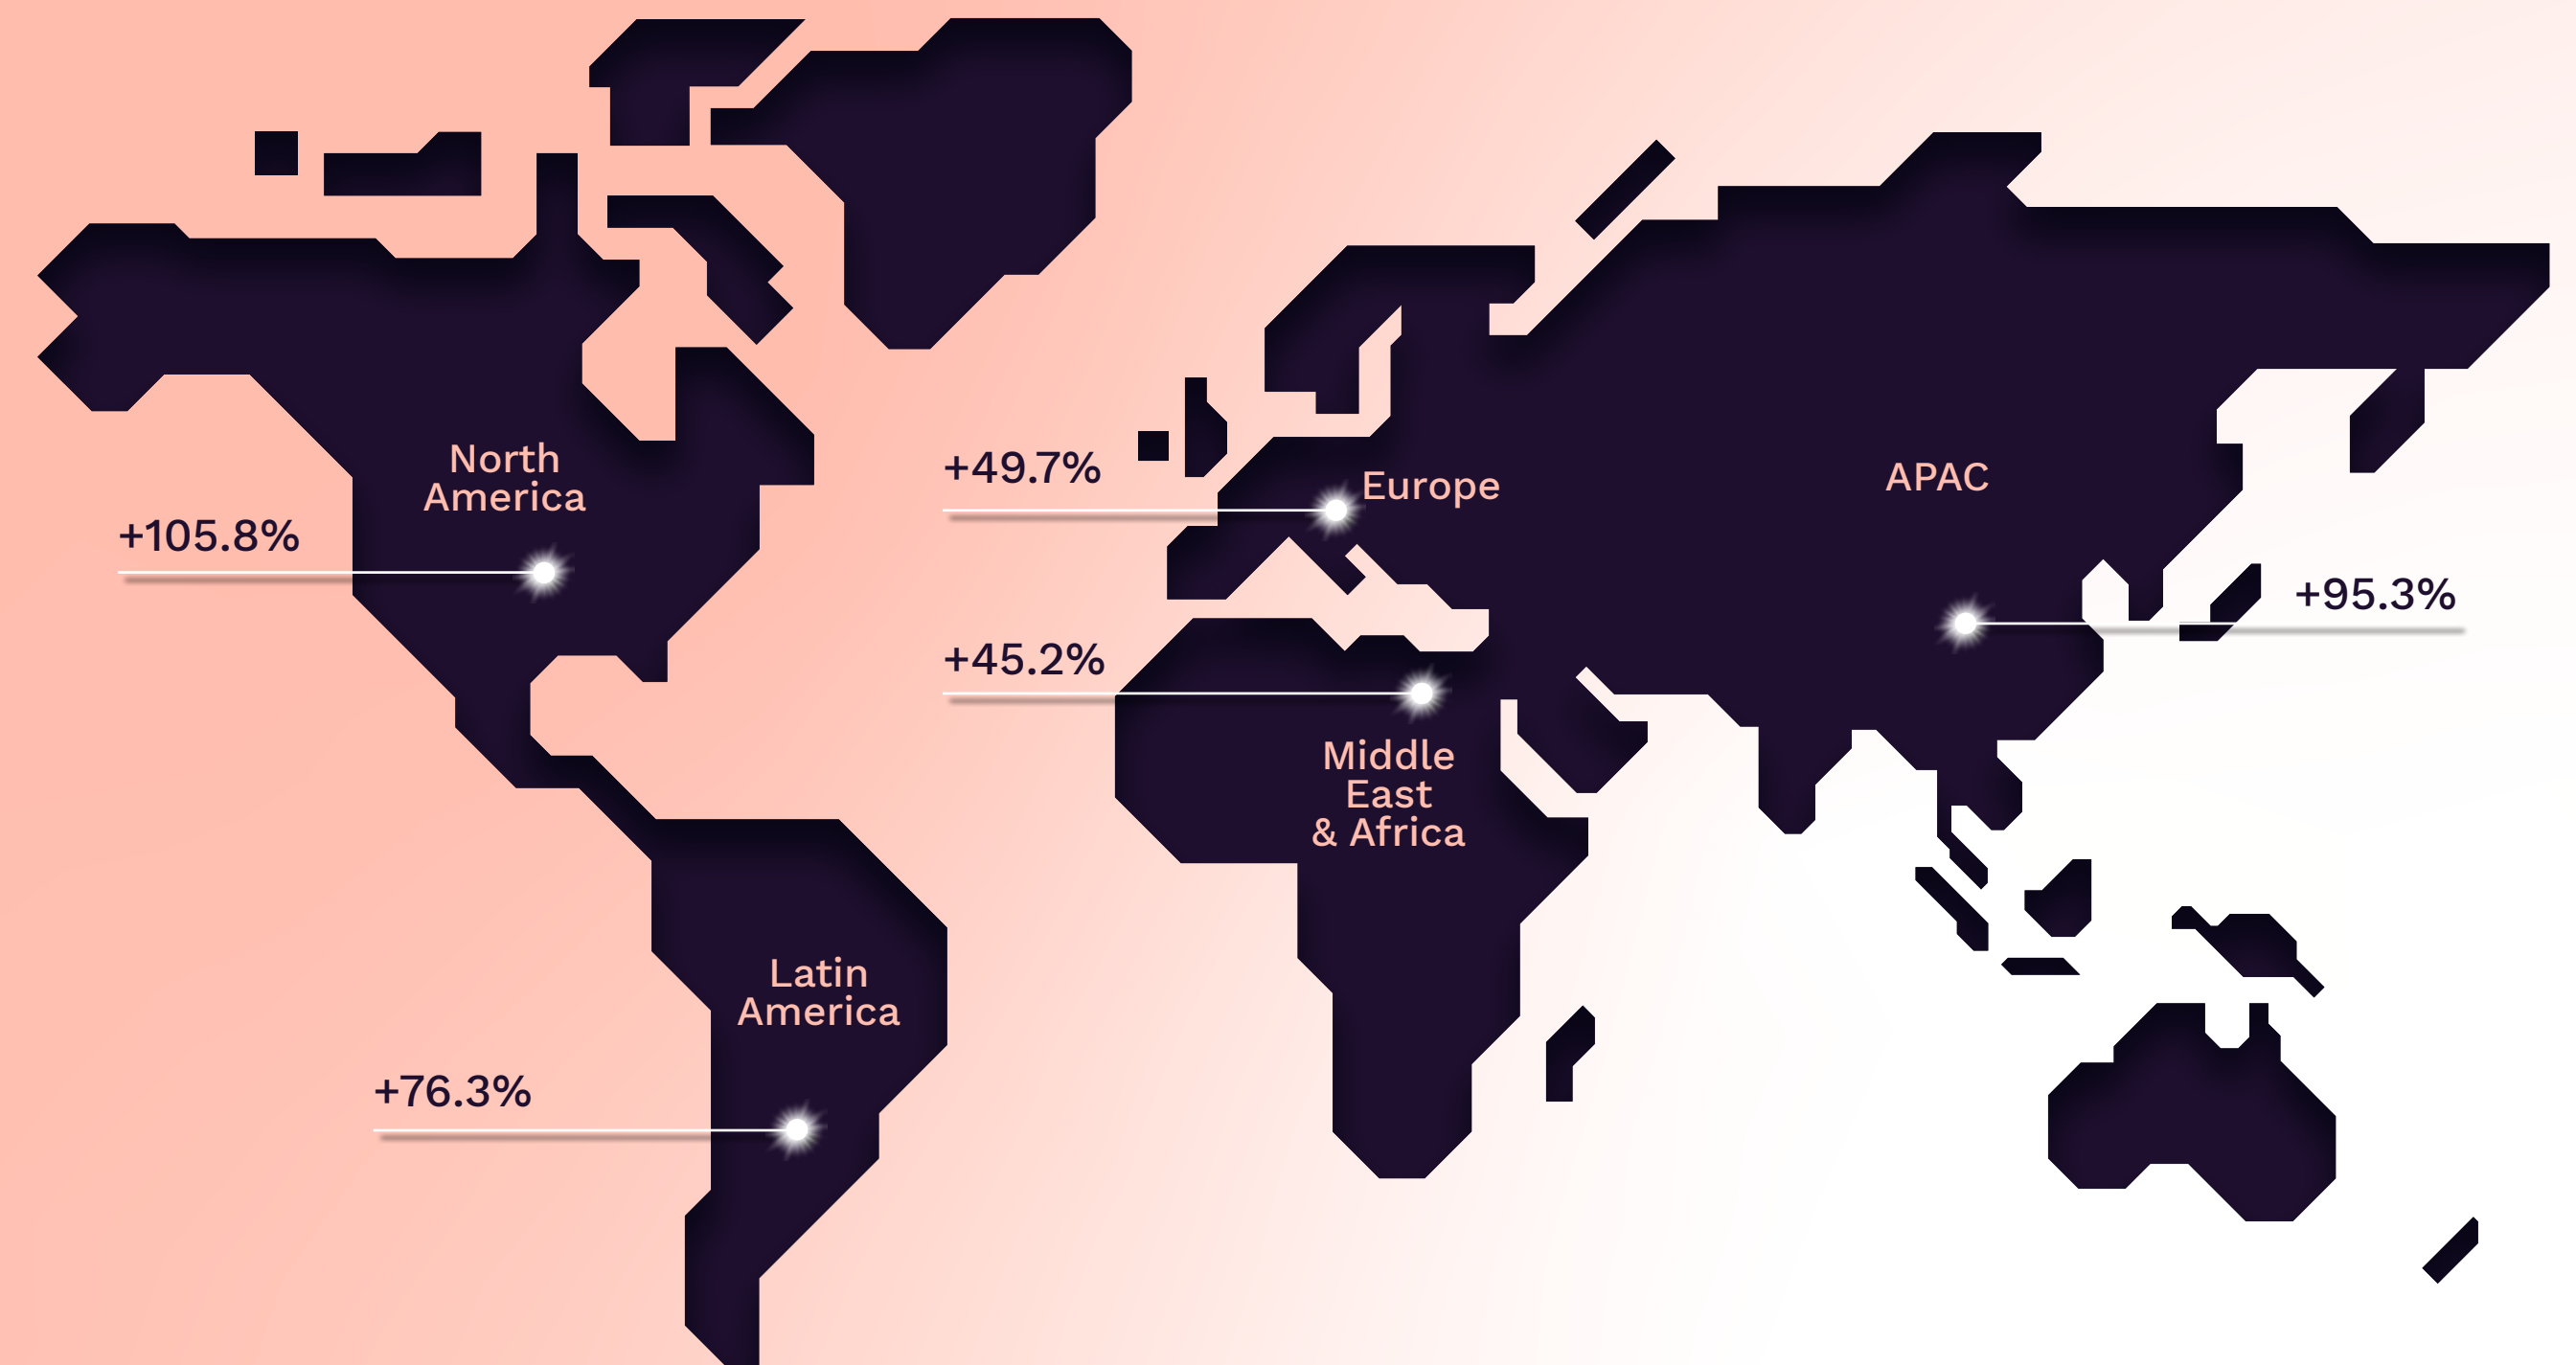 North
America
+105.8%
+49.7%
Europe
APAC
+95.3%
+45.2%
Middle
East
& Africa
Latin
America
+76.3%